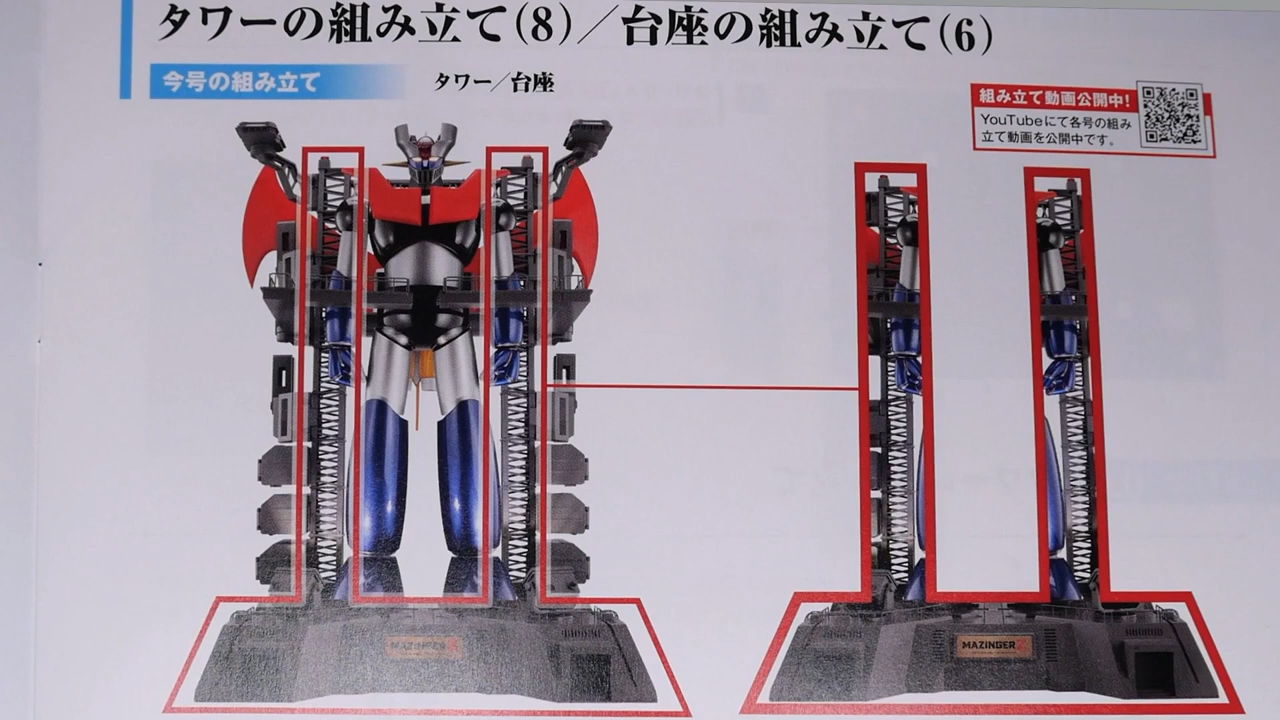 タワーの組み立て(8)／台座の組み立て(6)
今号の組み立て
タワー／台座
組み立て動画公開中!
YouTubeにて各号の組み
立て動画を公開中です。
MAZINGER Z
MAZINGER Z